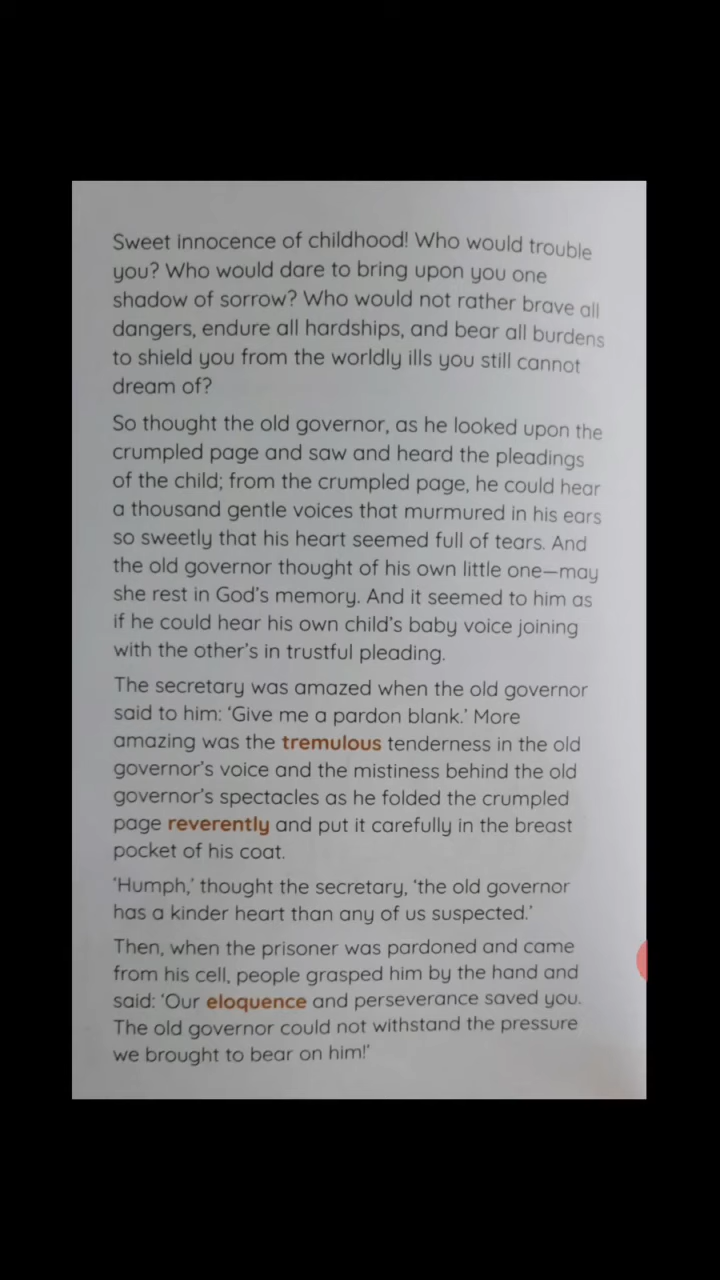 Sweet innocence of childhood! Who would trouble
you? Who would dare to bring upon you one
shadow of sorrow? Who would not rather brave all
dangers, endure all hardships, and bear all burdens
to shield you from the worldly ills you still cannot
dream of?
So thought the old governor, as he looked upon the
crumpled page and saw and heard the pleadings
of the child; from the crumpled page, he could hear
a thousand gentle voices that murmured in his ears
so sweetly that his heart seemed full of tears. And
the old governor thought of his own little one—may
she rest in God's memory. And it seemed to him as
if he could hear his own child's baby voice joining
with the other's in trustful pleading.
The secretary was amazed when the old governor
said to him: 'Give me a pardon blank.' More
amazing was the tremulous tenderness in the old
governor's voice and the mistiness behind the old
governor's spectacles as he folded the crumpled
page reverently and put it carefully in the breast
pocket of his coat.
'Humph,' thought the secretary, 'the old governor
has a kinder heart than any of us suspected.'
Then, when the prisoner was pardoned and came
from his cell, people grasped him by the hand and
said: 'Our eloquence and perseverance saved you.
The old governor could not withstand the pressure
we brought to bear on him!'